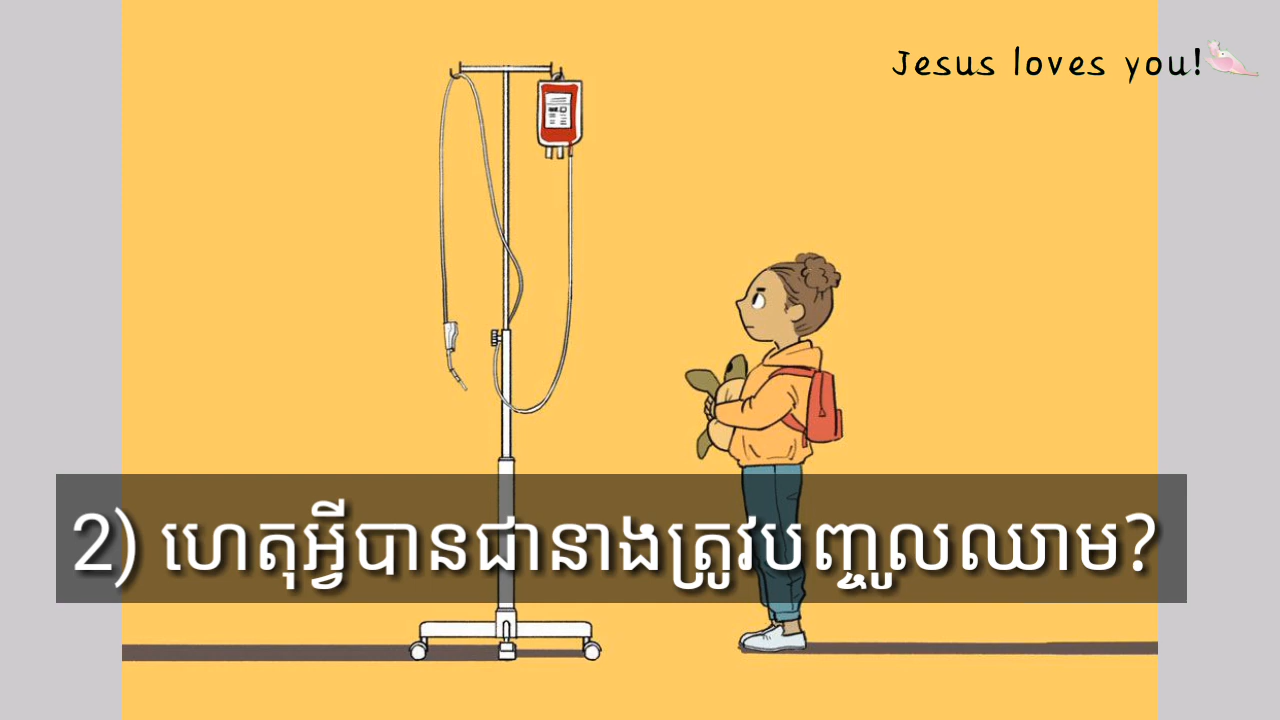 Jesus loves you!
2) ហេតុអ្វីបានជានាងត្រូវបញ្ចូលឈាម?